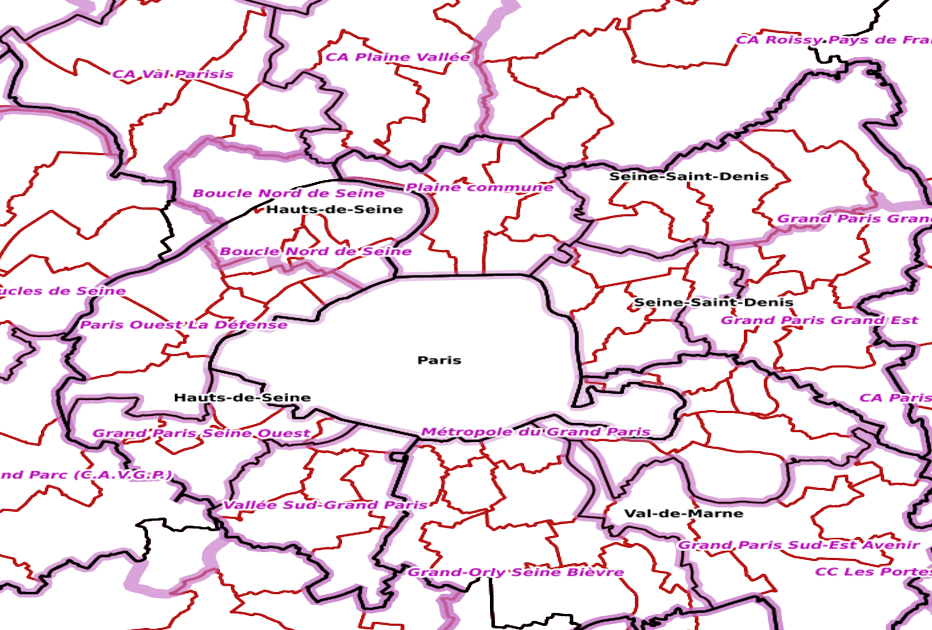 CA Roissy Pays de Fra
CA Plaine Vallée
CA Val Parisis
Seine-Saint-Denis
Plaine commune
Boucle Nord de Seine
Hauts-de-Seine
Grand Paris Gran
Boucle Nord de Seine
ucles de Seine
Seine-Saint-Denis
Grand Paris Grand Est
Paris Ouest La Défense
Paris
Hauts-de-Seine
CA Paris
Grand Paris Seine Ouest
Métropole du Grand Paris
nd Parc (C.A.V.G.P.)
Vallée Sud-Grand Paris
Val-de-Marne
Grand Paris Sud-Est Avenir
Grand-Orly Seine Bièvre
CC Les Porte